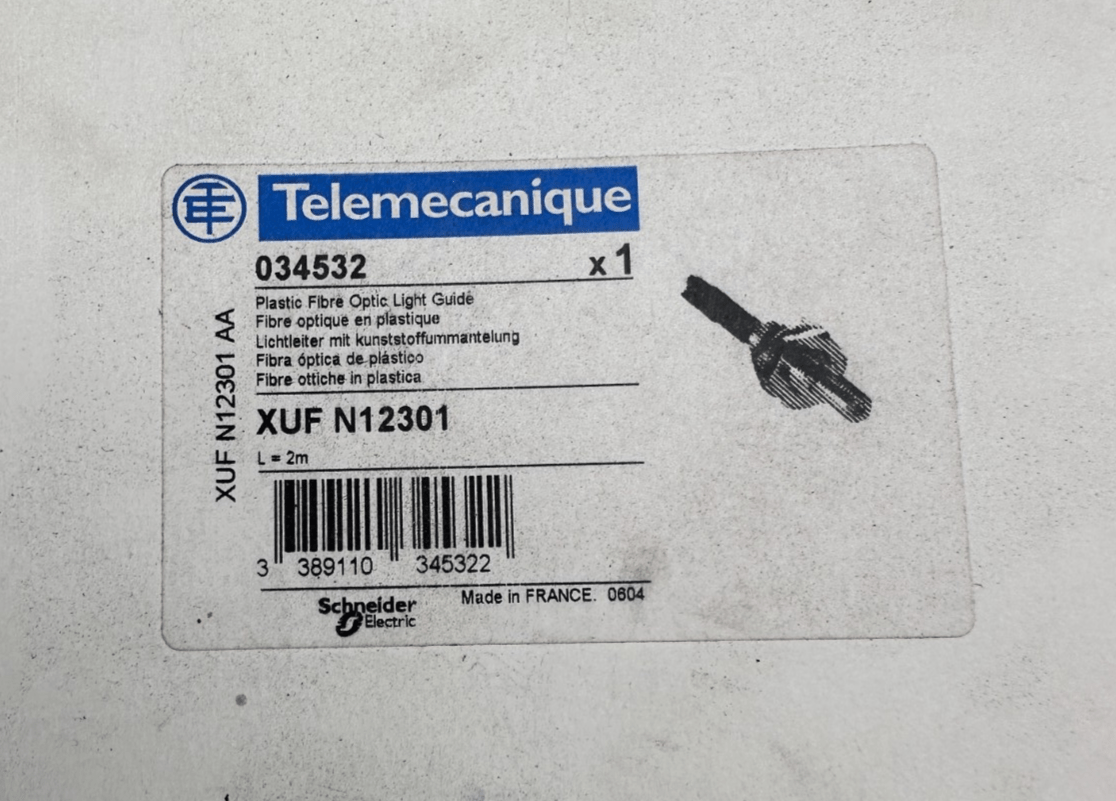 Telemecanique
034532 x 1
Plastic Fibre Optic Light Guide
Fibre optique en plastique
Lichtleiter mit kunststoffummantelung
Fibra óptica de plástico
Fibre ottiche in plastica
XUF N12301
L = 2m
3 389110 345322
Made in FRANCE. 0604
Schneider
Electric
XUF N12301 AA